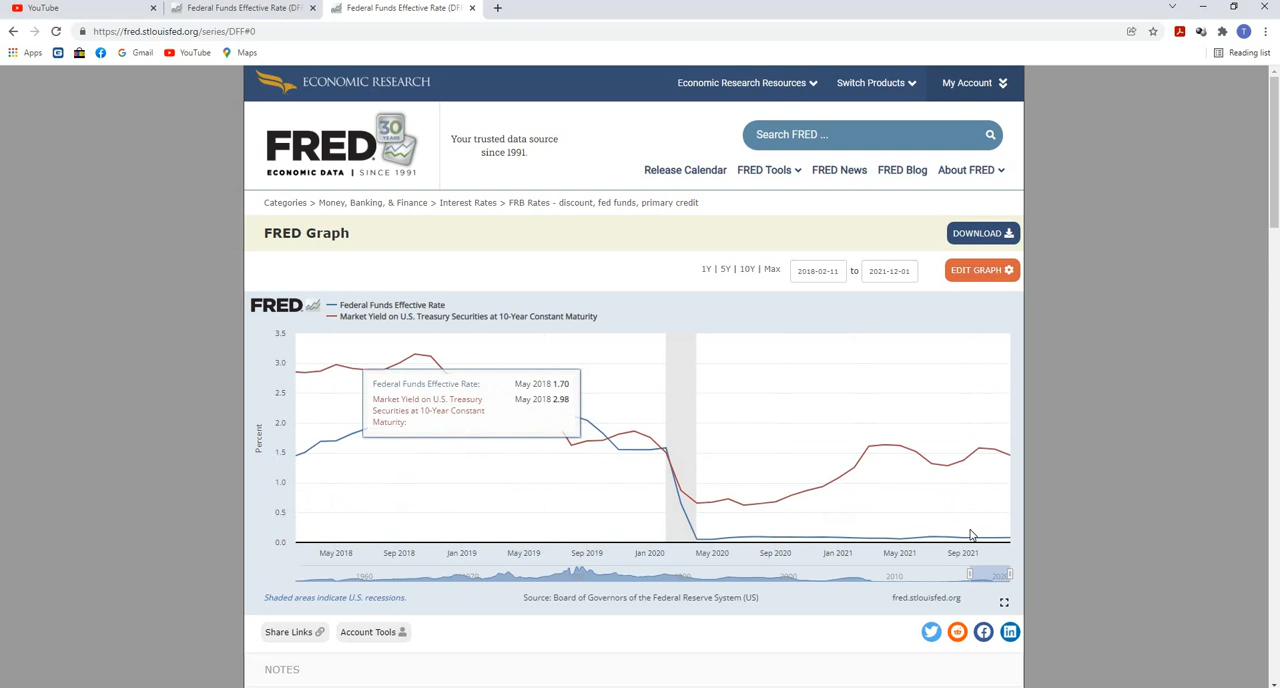 YouTube
Federal Funds Effective Rate (DFF
Federal Funds Effective Rate (DFF
https://fred.stlouisfed.org/series/DFF#0
T
Apps
Gmail
YouTube
Maps
Reading list
ECONOMIC RESEARCH
Economic Research Resources
Switch Products
My Account
FRED
30
YEARS
ECONOMIC DATA | SINCE 1991
Your trusted data source
since 1991.
Search FRED ...
Release Calendar
FRED Tools
FRED News
FRED Blog
About FRED
Categories > Money, Banking, & Finance > Interest Rates > FRB Rates - discount, fed funds, primary credit
FRED Graph
DOWNLOAD
1Y | 5Y | 10Y | Max
2018-02-11 to 2021-12-01
EDIT GRAPH
FRED
Federal Funds Effective Rate
Market Yield on U.S. Treasury Securities at 10-Year Constant Maturity
3.5
3.0
2.5
2.0
1.5
1.0
0.5
0.0
Percent
Federal Funds Effective Rate: May 2018 1.70
Market Yield on U.S. Treasury May 2018 2.98
Securities at 10-Year Constant
Maturity:
May 2018 Sep 2018 Jan 2019 May 2019 Sep 2019 Jan 2020 May 2020 Sep 2020 Jan 2021 May 2021 Sep 2021
1960 1970 1990 2000 2010 2020
Shaded areas indicate U.S. recessions.
Source: Board of Governors of the Federal Reserve System (US)
fred.stlouisfed.org
Share Links
Account Tools
NOTES